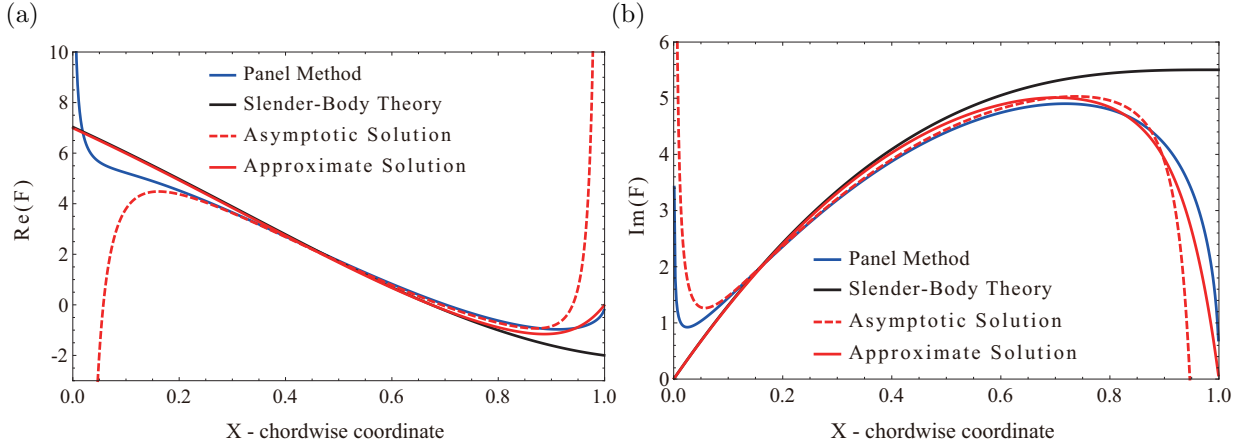 (a)
Re(F)
10
8
6
4
2
0
-2
Panel Method
Slender-Body Theory
Asymptotic Solution
Approximate Solution
0.0 0.2 0.4 0.6 0.8 1.0
X - chordwise coordinate
(b)
Im(F)
6
5
4
3
2
1
0
Panel Method
Slender-Body Theory
Asymptotic Solution
Approximate Solution
0.0 0.2 0.4 0.6 0.8 1.0
X - chordwise coordinate